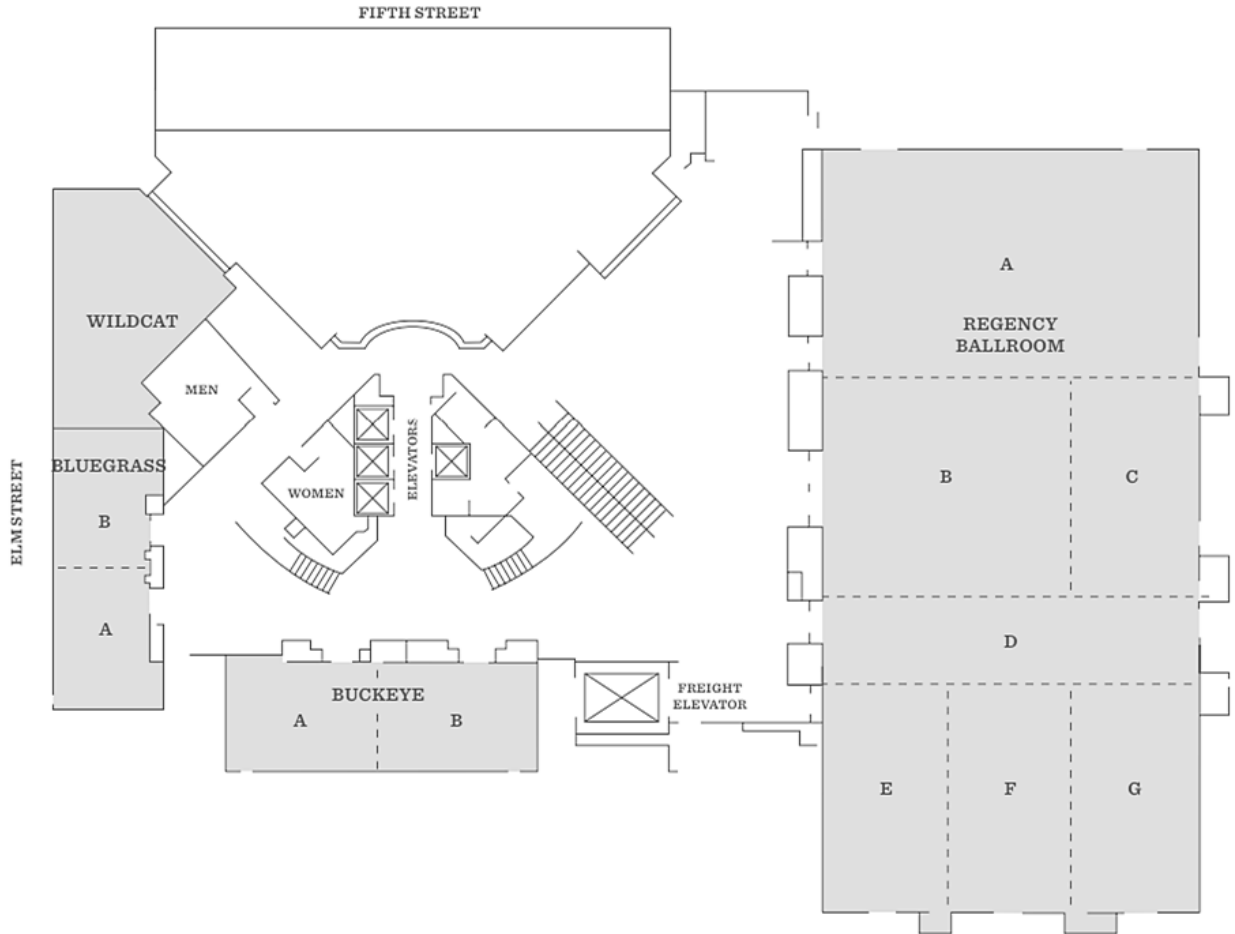 FIFTH STREET
A
REGENCY
BALLROOM
WILDCAT
MEN
ELEVATORS
BLUEGRASS
B
A
ELM STREET
WOMEN
B
C
D
BUCKEYE
A
B
FREIGHT
ELEVATOR
E
F
G